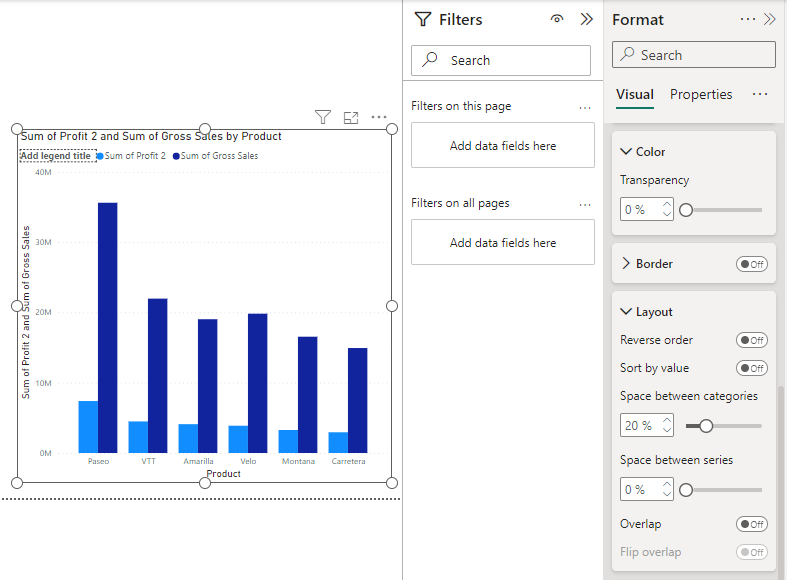 Sum of Profit 2 and Sum of Gross Sales by Product
Add legend title Sum of Profit 2 Sum of Gross Sales
Sum of Profit 2 and Sum of Gross Sales
40M
30M
20M
10M
0M
Paseo VTT Amarilla Velo Montana Carretera
Product
Filters
Search
Filters on this page
Add data fields here
Filters on all pages
Add data fields here
Format
Search
Visual Properties
Color
Transparency
0 %
Border Off
Layout
Reverse order Off
Sort by value Off
Space between categories
20 %
Space between series
0 %
Overlap Off
Flip overlap Off